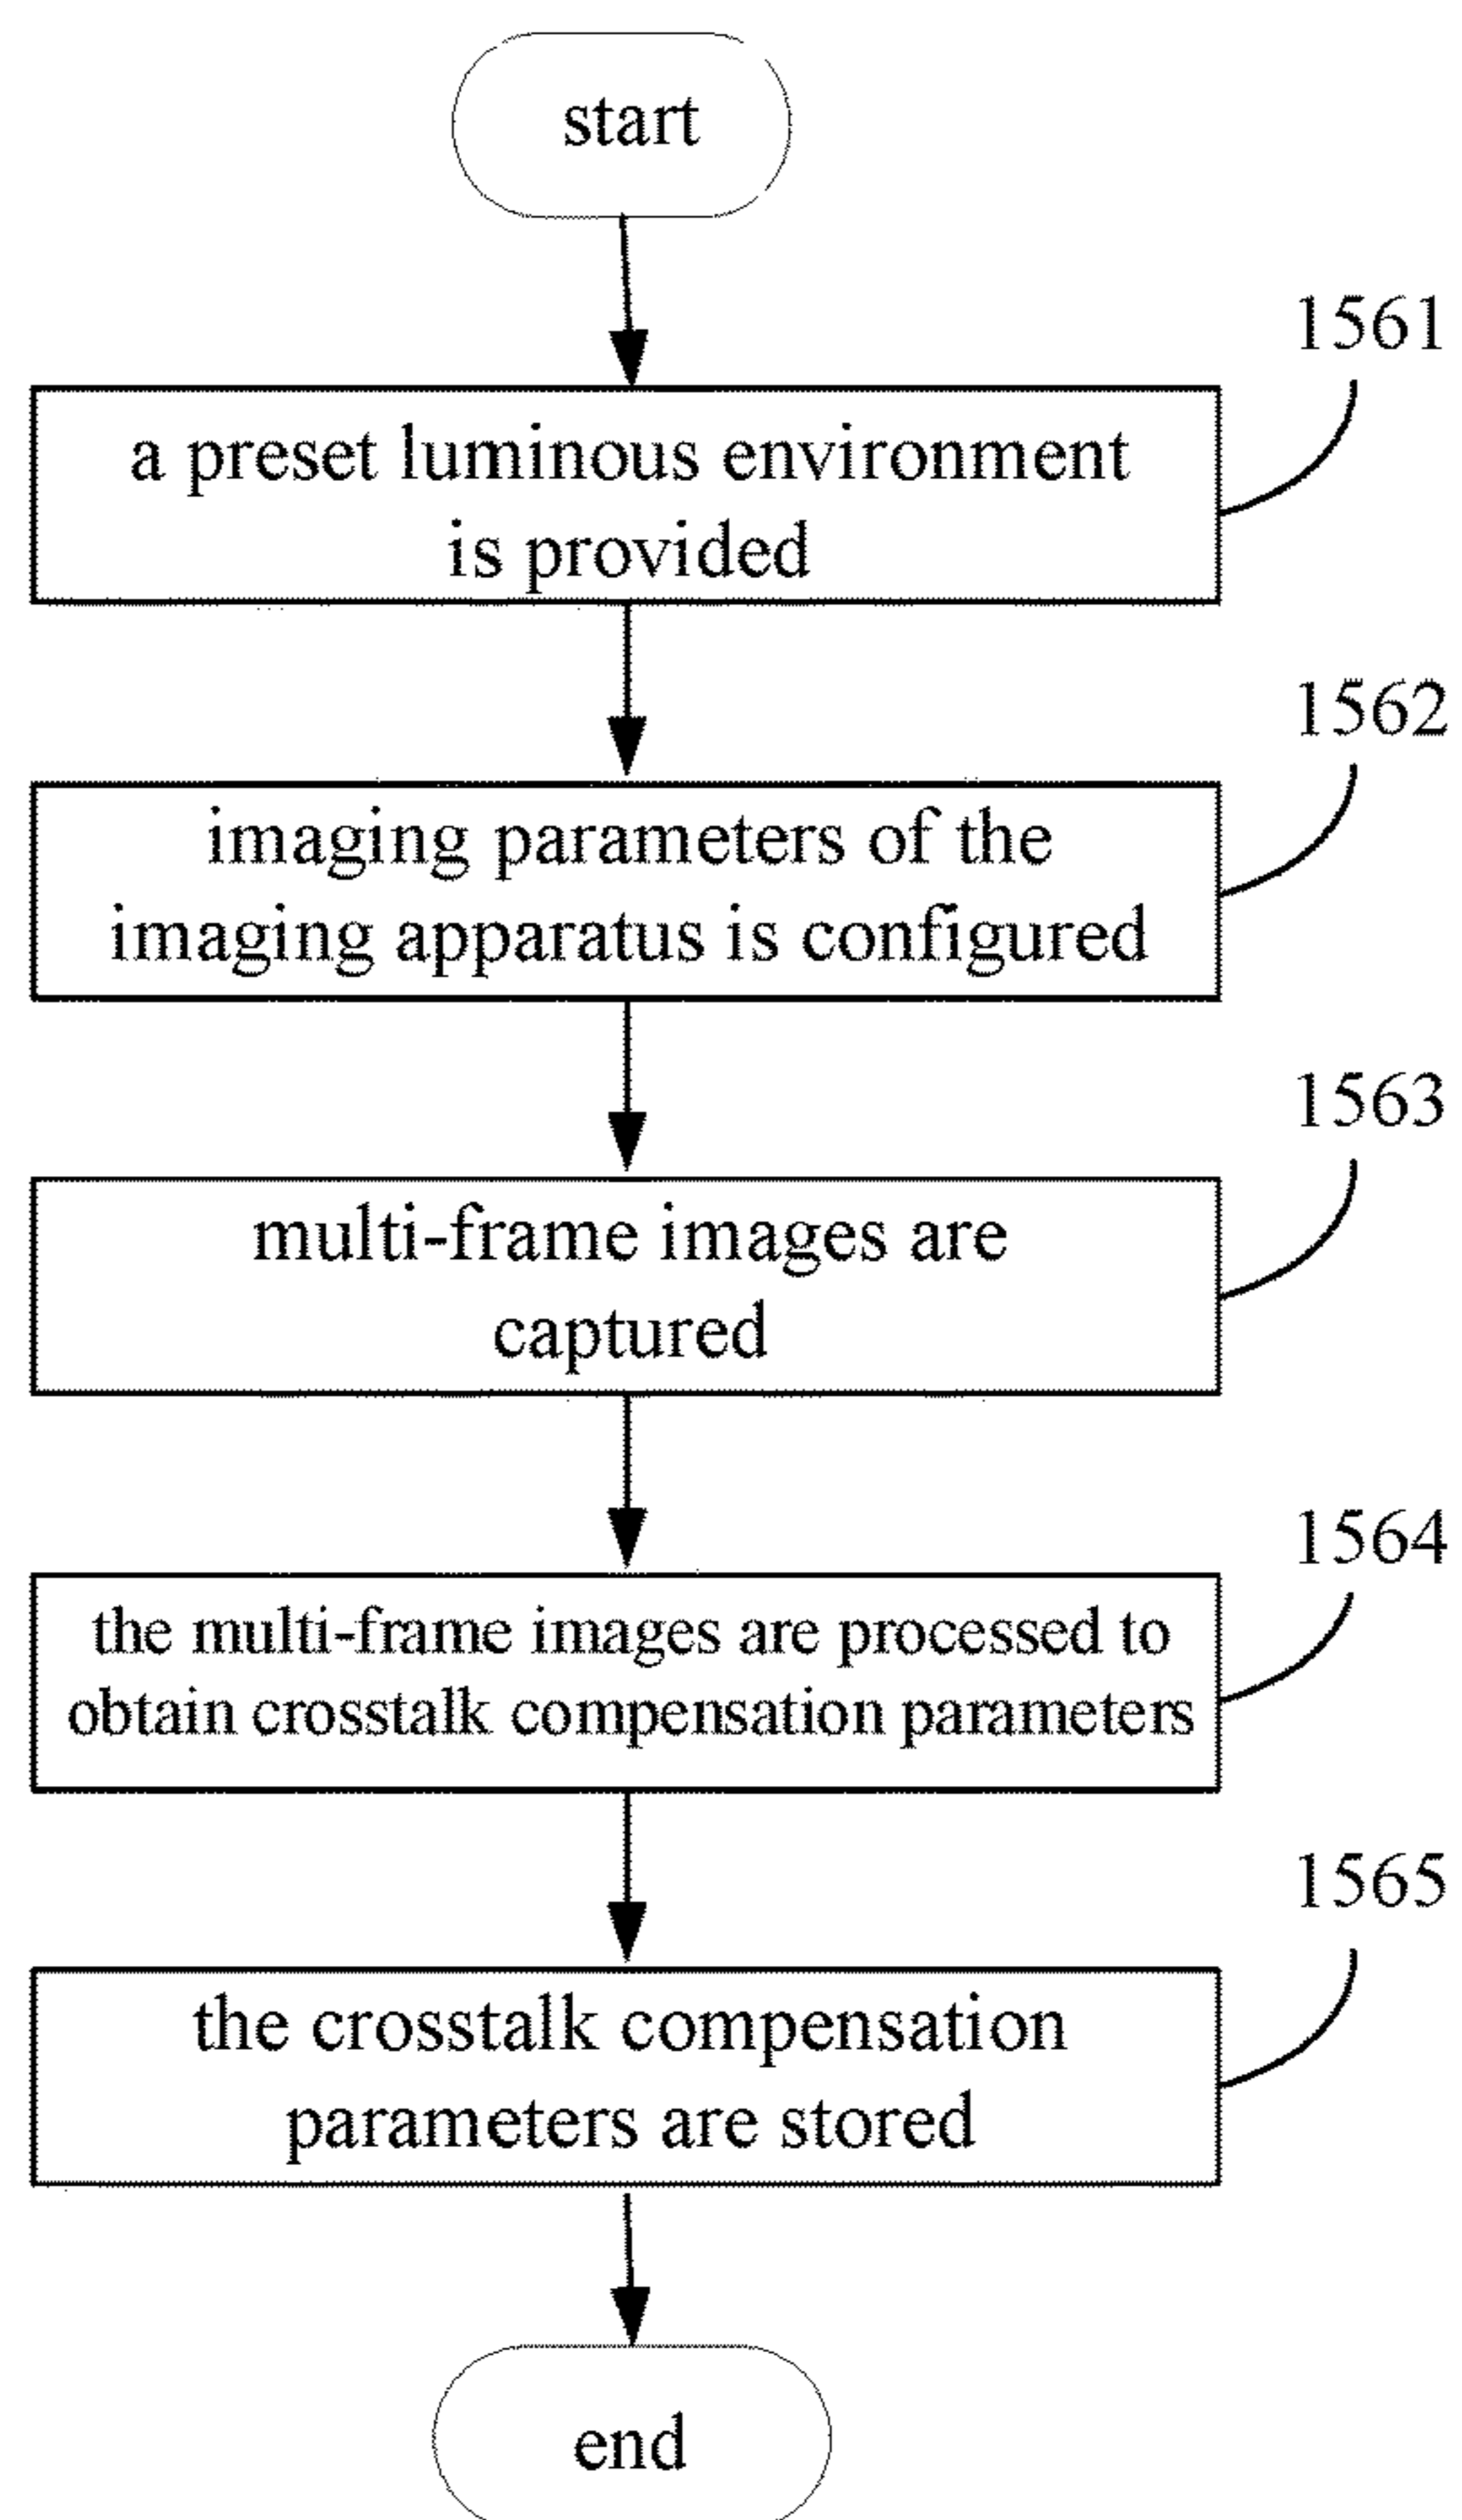 start
1561
a preset luminous environment
is provided
1562
imaging parameters of the
imaging apparatus is configured
1563
multi-frame images are
captured
1564
the multi-frame images are processed to
obtain crosstalk compensation parameters
1565
the crosstalk compensation
parameters are stored
end